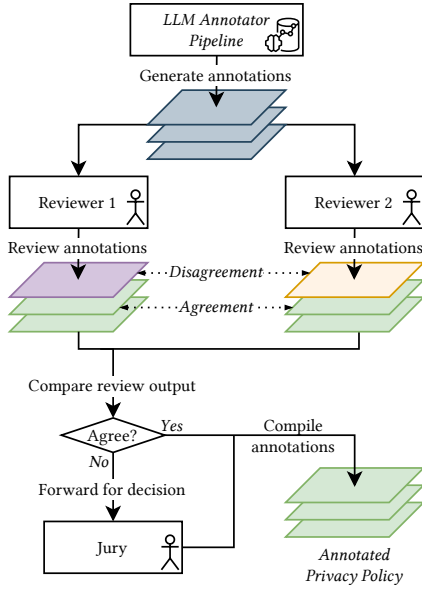 LLM Annotator
Pipeline
Generate annotations
Reviewer 1
Reviewer 2
Review annotations
Review annotations
Disagreement
Agreement
Compare review output
Agree?
Yes
No
Compile
annotations
Forward for decision
Jury
Annotated
Privacy Policy